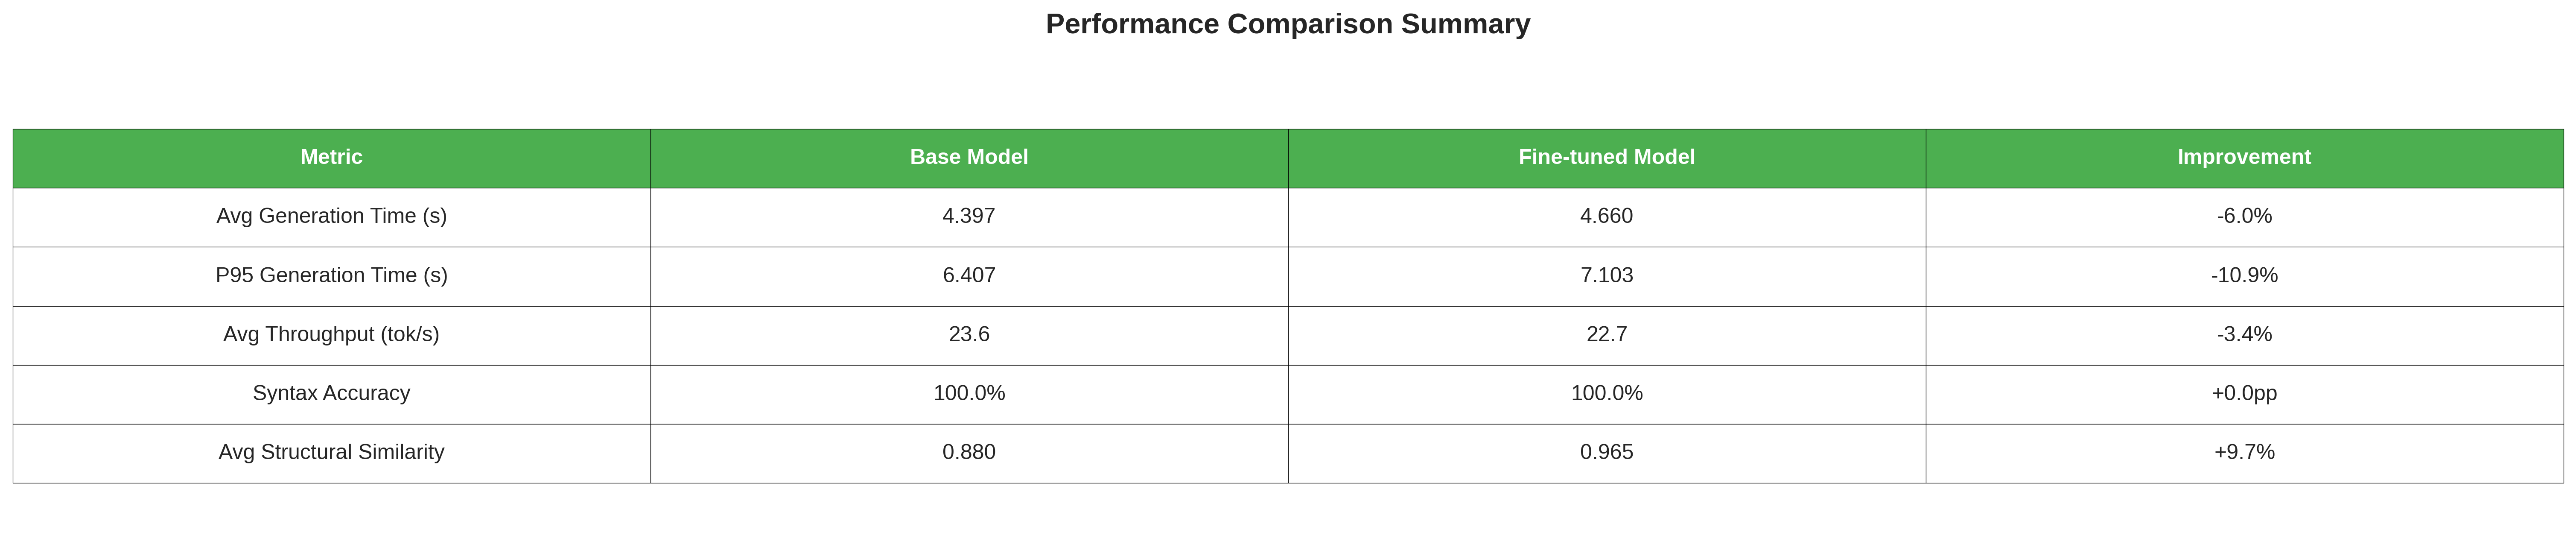 Performance Comparison Summary
Metric Base Model Fine-tuned Model Improvement
Avg Generation Time (s) 4.397 4.660 -6.0%
P95 Generation Time (s) 6.407 7.103 -10.9%
Avg Throughput (tok/s) 23.6 22.7 -3.4%
Syntax Accuracy 100.0% 100.0% +0.0pp
Avg Structural Similarity 0.880 0.965 +9.7%